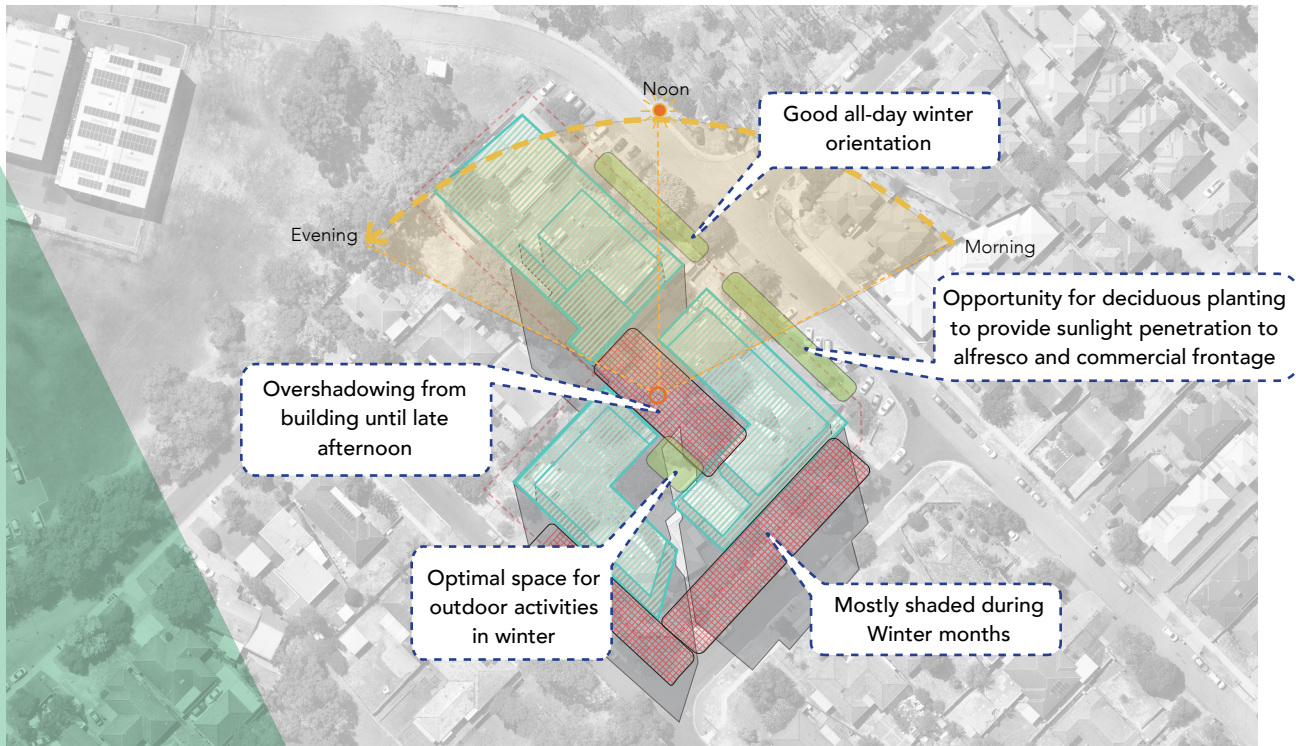 Noon
Good all-day winter
orientation
Evening
Morning
Opportunity for deciduous planting
to provide sunlight penetration to
alfresco and commercial frontage
Overshadowing from
building until late
afternoon
Optimal space for
outdoor activities
in winter
Mostly shaded during
Winter months